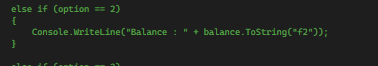 else if (option == 2)
{
    Console.WriteLine("Balance : " + balance.ToString("f2"));
}